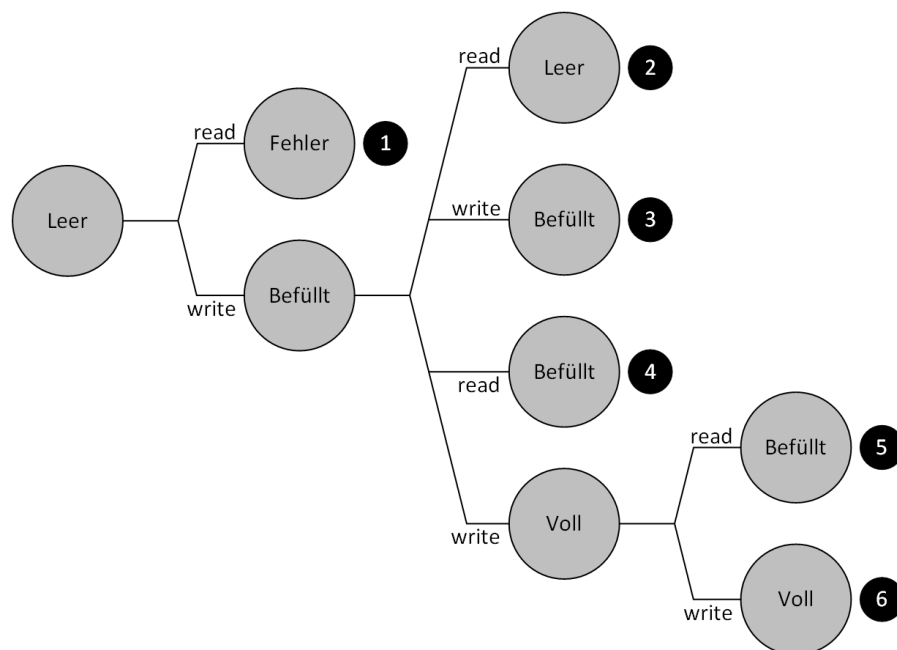 read
Leer
2
read
Fehler
1
write
Befüllt
3
Leer
write
Befüllt
read
Befüllt
4
read
Befüllt
5
write
Voll
write
Voll
6